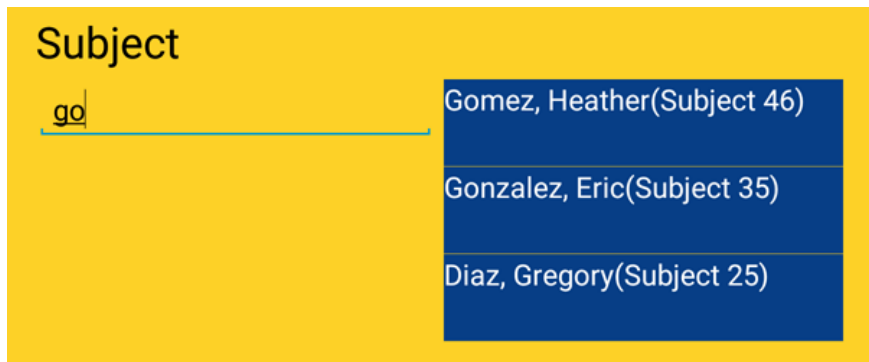 Subject
go
Gomez, Heather(Subject 46)
Gonzalez, Eric(Subject 35)
Diaz, Gregory(Subject 25)